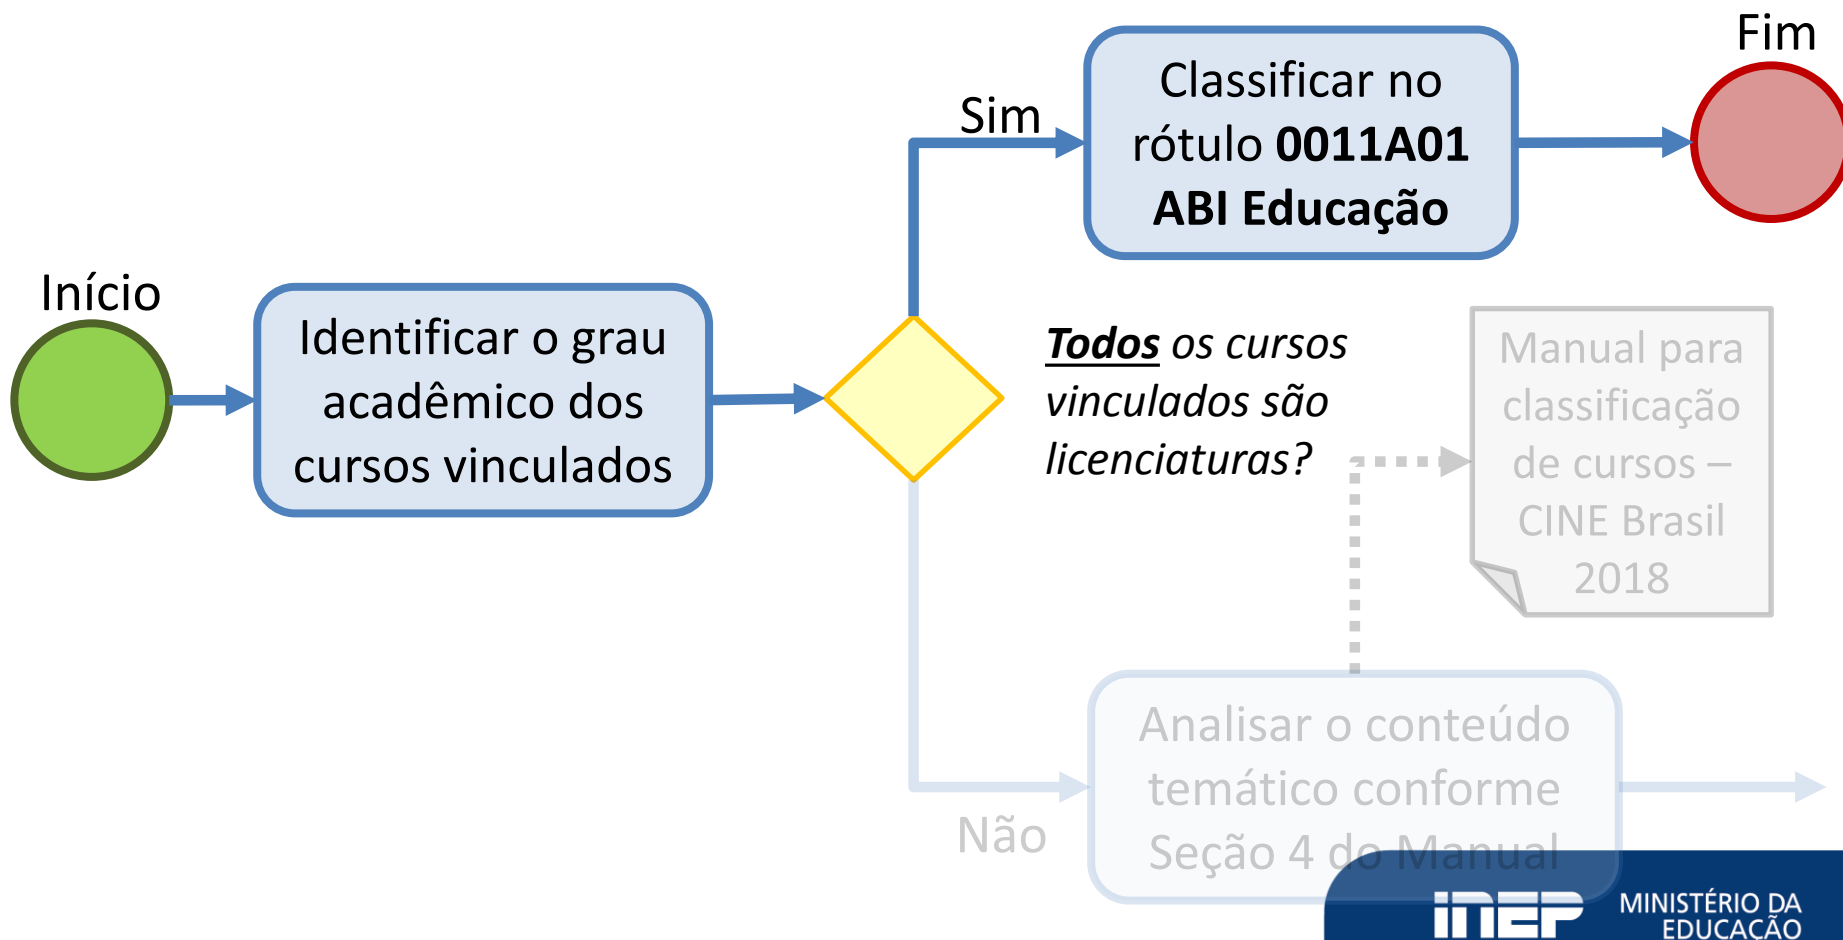 Fim
Classificar no
rótulo 0011A01
ABI Educação
Sim
Início
Identificar o grau
acadêmico dos
cursos vinculados
Todos os cursos
vinculados são
licenciaturas?
Manual para
classificação
de cursos –
CINE Brasil
2018
Analisar o conteúdo
temático conforme
Seção 4 do Manual
Não
INEP
MINISTÉRIO DA
EDUCAÇÃO